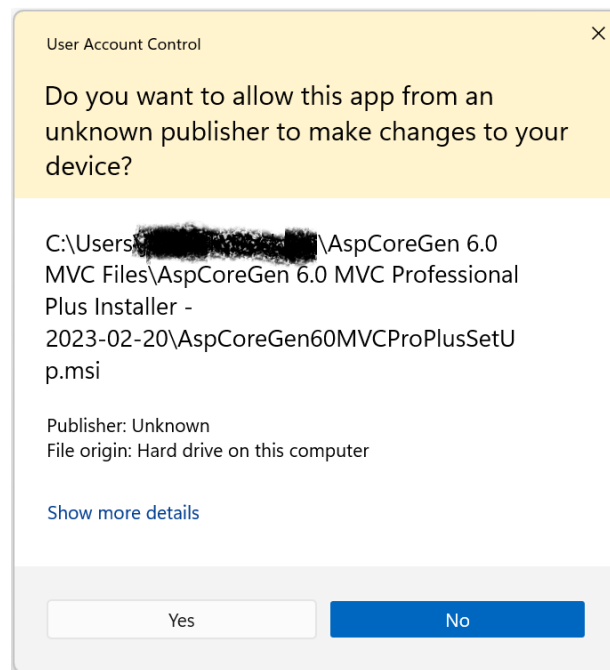 User Account Control
Do you want to allow this app from an
unknown publisher to make changes to your
device?
C:\Users\ \AspCoreGen 6.0
MVC Files\AspCoreGen 6.0 MVC Professional
Plus Installer -
2023-02-20\AspCoreGen60MVCProPlusSetU
p.msi
Publisher: Unknown
File origin: Hard drive on this computer
Show more details
Yes
No